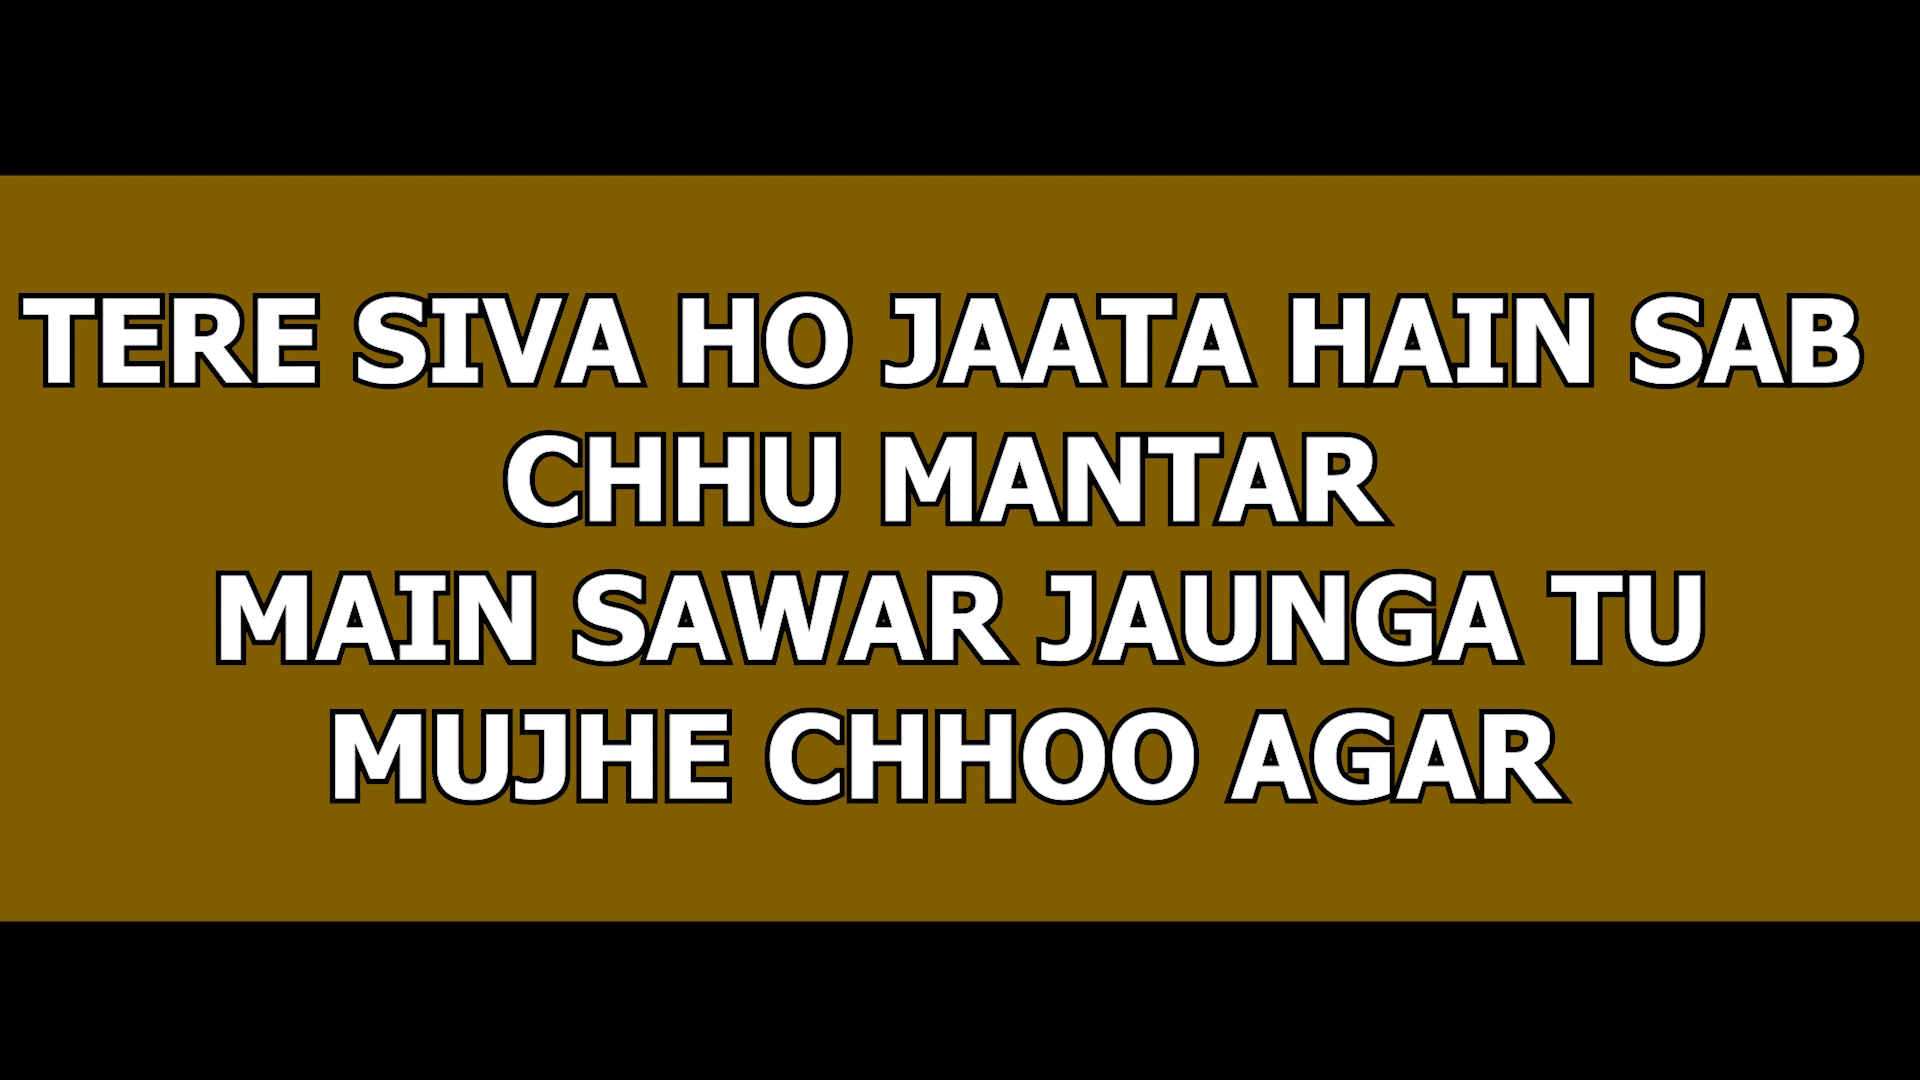 TERE SIVA HO JAATA HAIN SAB
CHHU MANTAR
MAIN SAWAR JAUNGA TU
MUJHE CHHOO AGAR